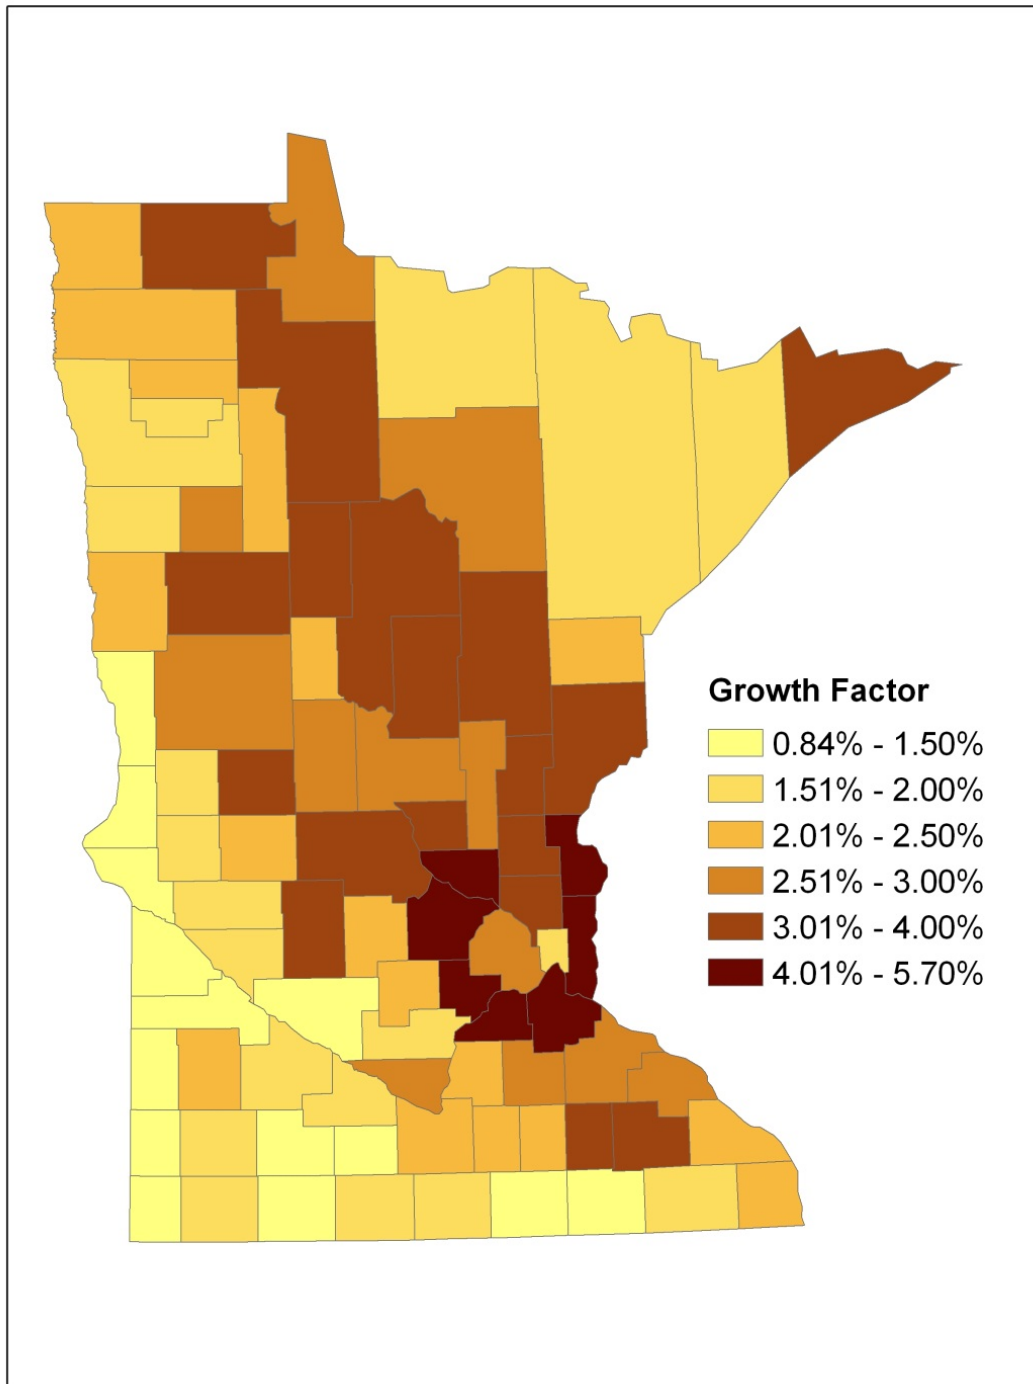 Growth Factor
0.84% - 1.50%
1.51% - 2.00%
2.01% - 2.50%
2.51% - 3.00%
3.01% - 4.00%
4.01% - 5.70%